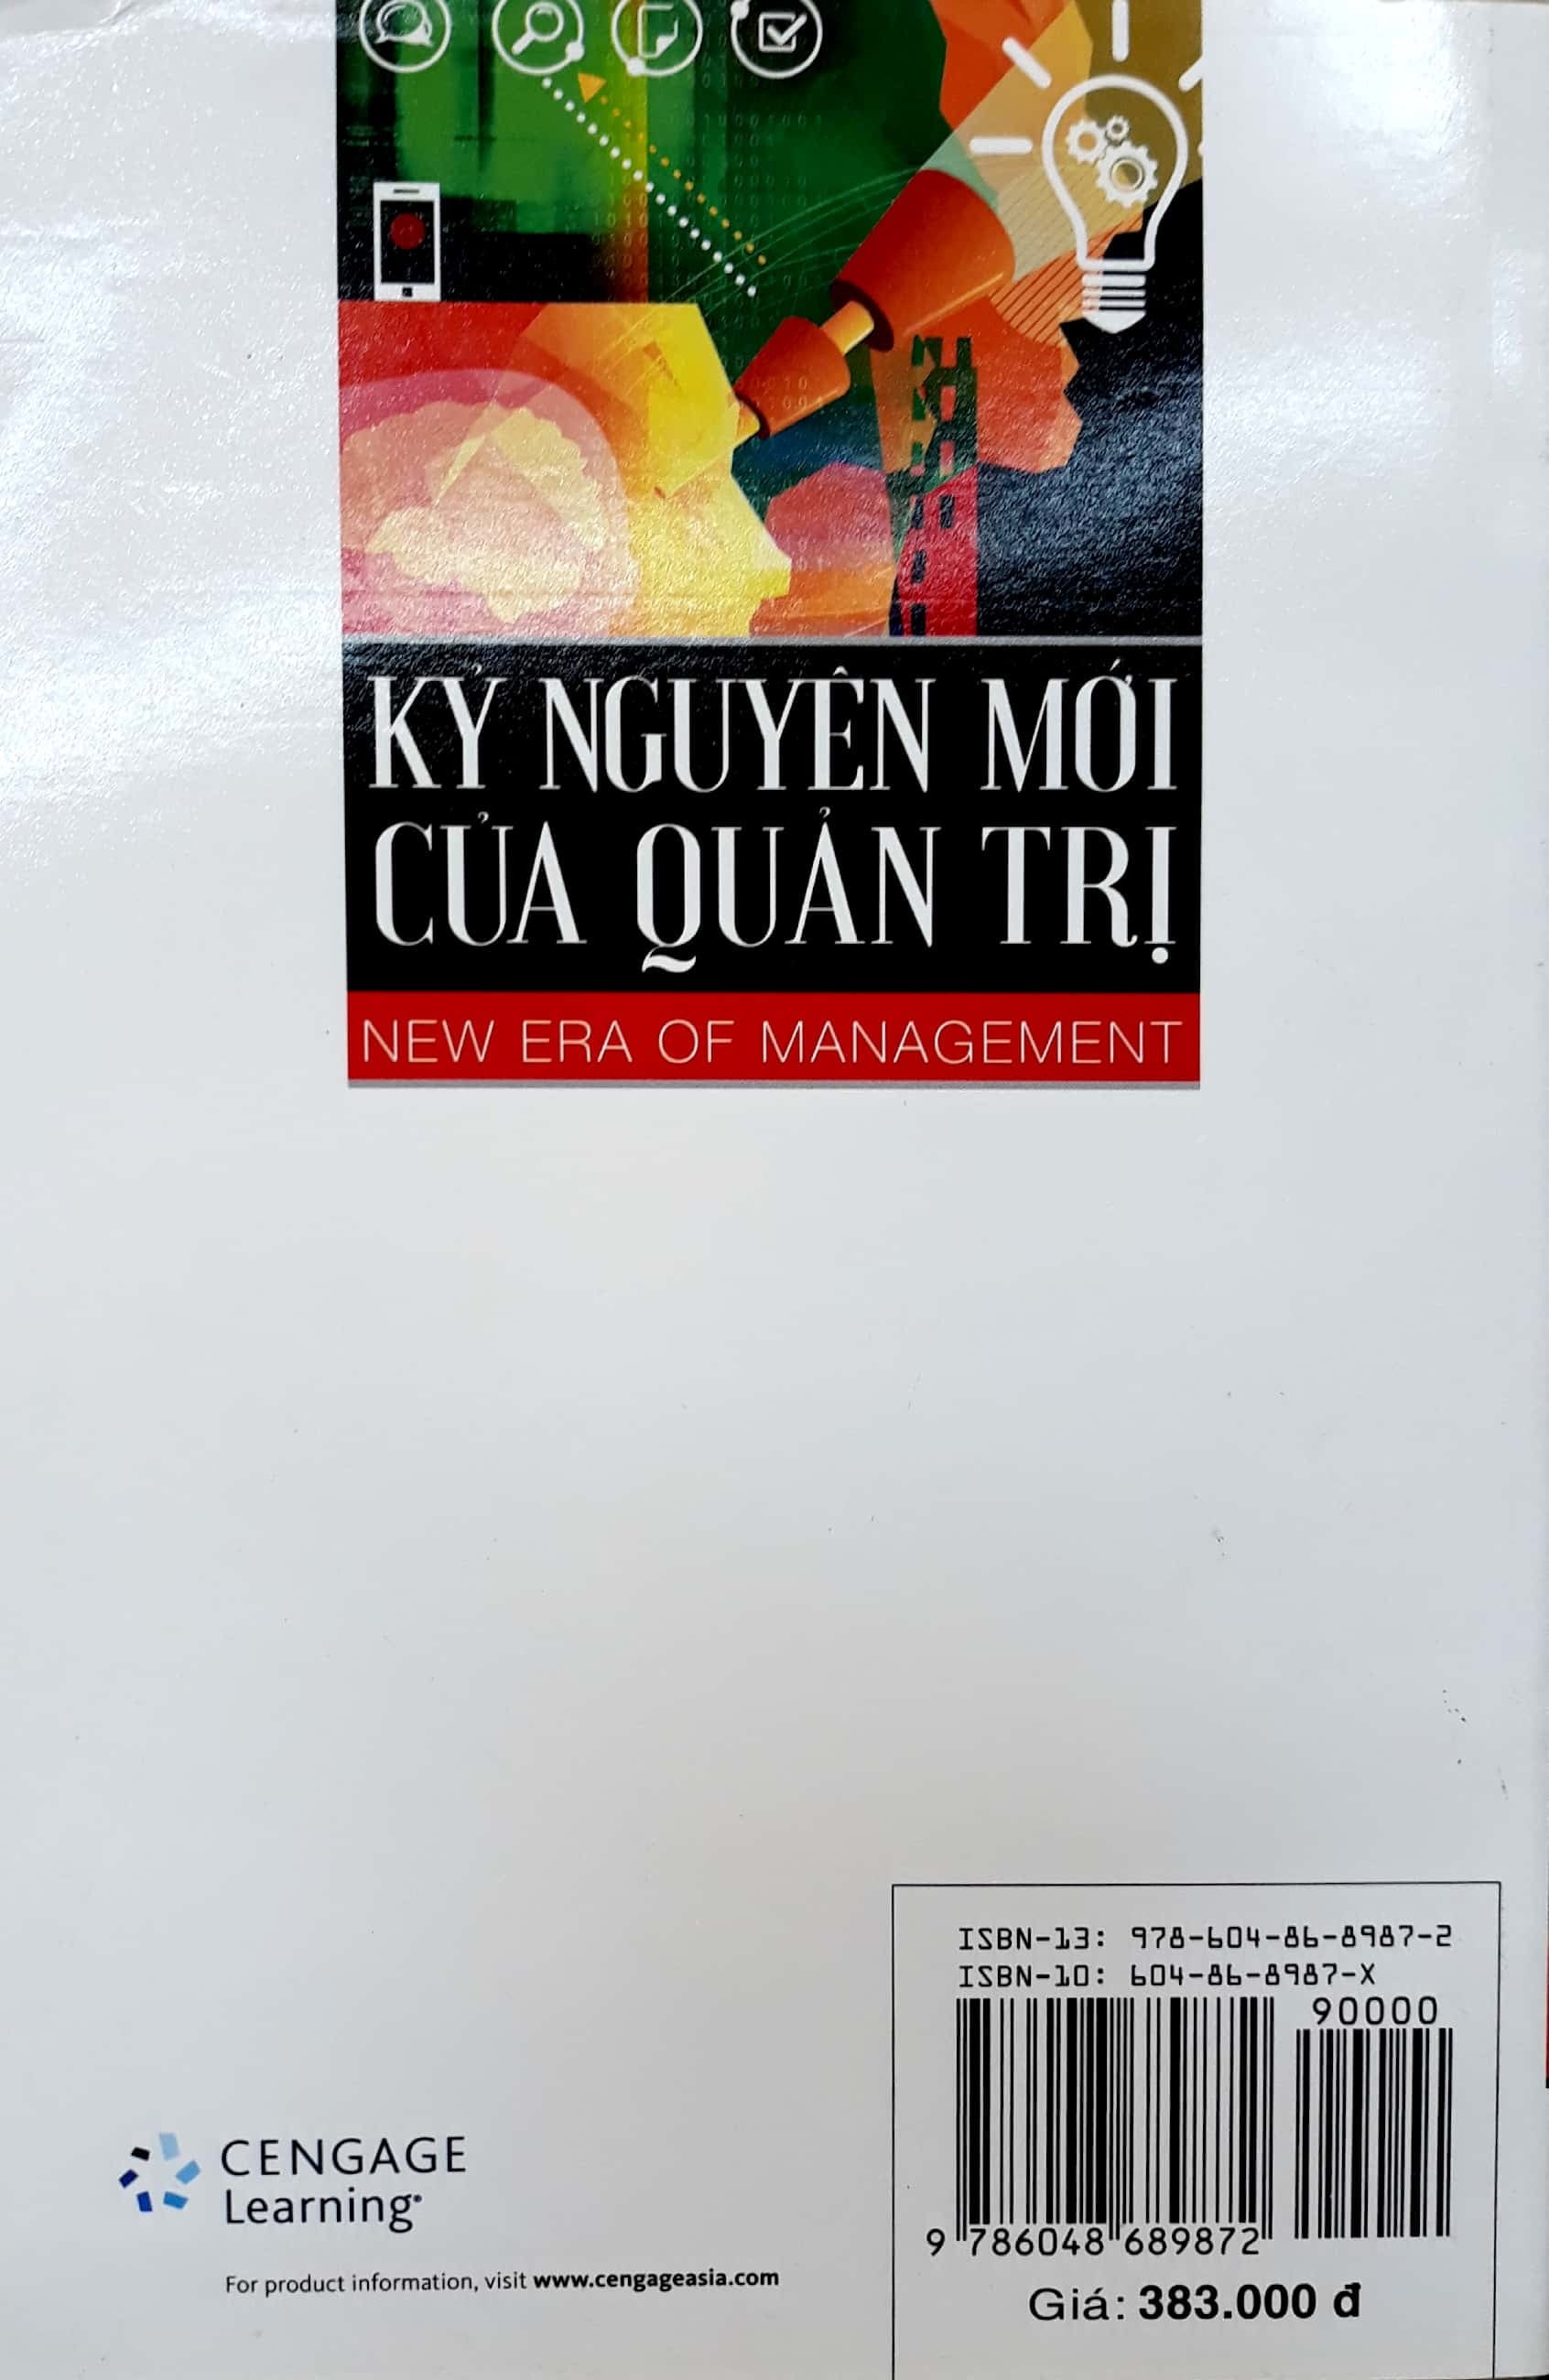 KỶ NGUYÊN MỚI
CỦA QUẢN TRỊ
NEW ERA OF MANAGEMENT
ISBN-13: 978-604-86-8987-2
ISBN-10: 604-86-8987-X
90000
9 786048 689872
Giá: 383.000 đ
CENGAGE
Learning®
For product information, visit www.cengageasia.com